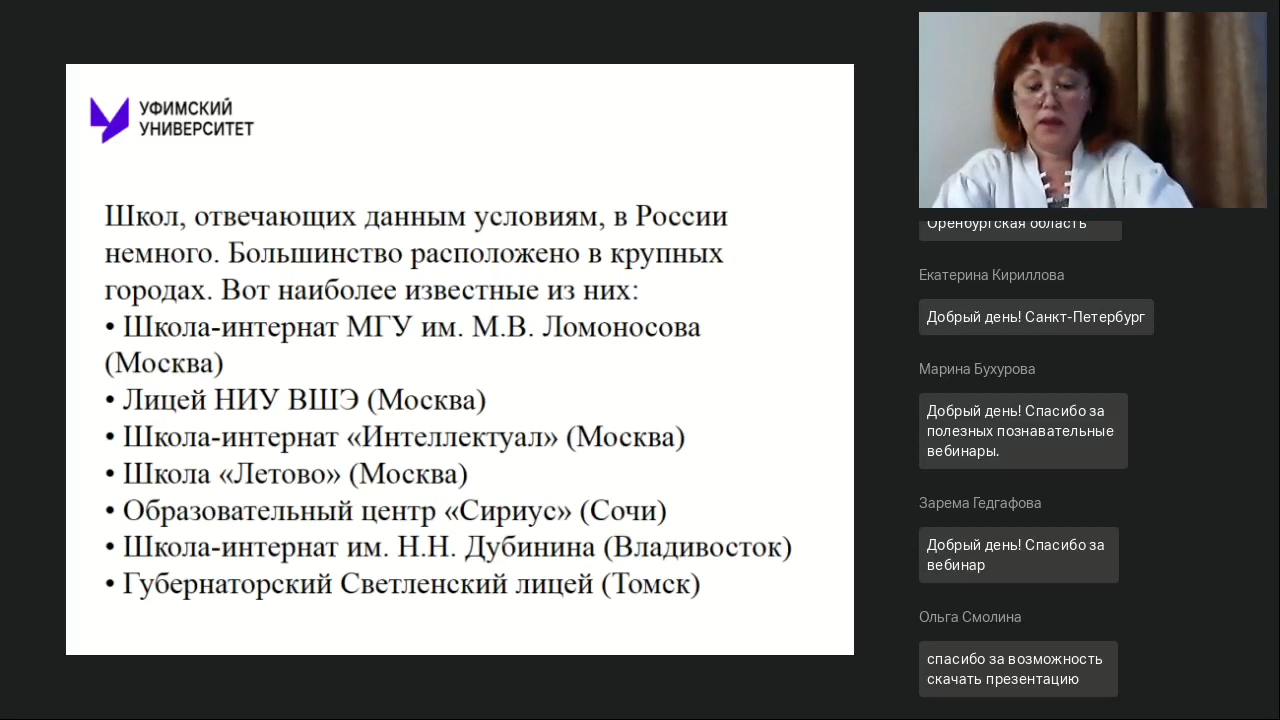 УФИМСКИЙ
УНИВЕРСИТЕТ
Школ, отвечающих данным условиям, в России
немного. Большинство расположено в крупных
городах. Вот наиболее известные из них:
• Школа-интернат МГУ им. М.В. Ломоносова
(Москва)
• Лицей НИУ ВШЭ (Москва)
• Школа-интернат «Интеллектуал» (Москва)
• Школа «Летово» (Москва)
• Образовательный центр «Сириус» (Сочи)
• Школа-интернат им. Н.Н. Дубинина (Владивосток)
• Губернаторский Светленский лицей (Томск)
Оренбургская область
Екатерина Кириллова
Добрый день! Санкт-Петербург
Марина Бухурова
Добрый день! Спасибо за
полезных познавательные
вебинары.
Зарема Гедгафова
Добрый день! Спасибо за
вебинар
Ольга Смолина
спасибо за возможность
скачать презентацию